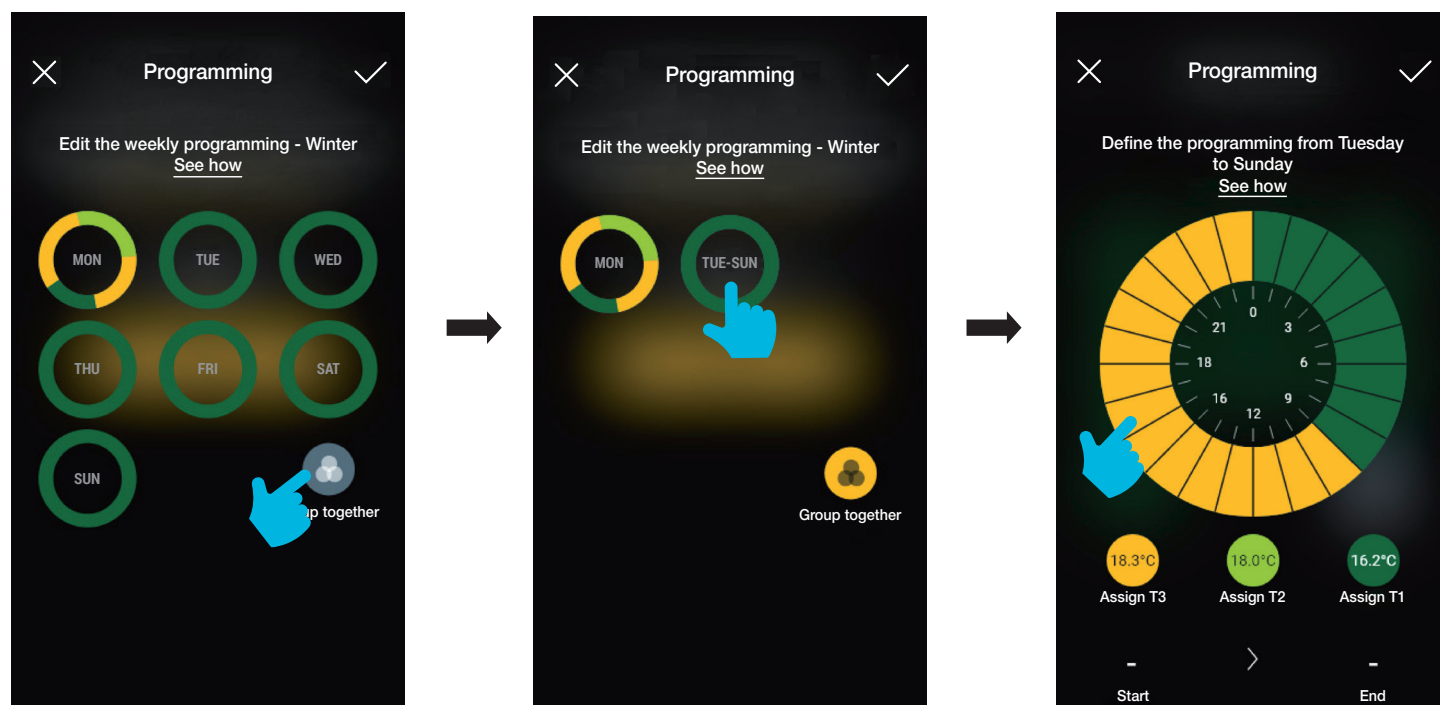 Programming
Edit the weekly programming - Winter
See how
MON
TUE
WED
THU
FRI
SAT
SUN
p together
Programming
Edit the weekly programming - Winter
See how
MON
TUE-SUN
Group together
Programming
Define the programming from Tuesday
to Sunday
See how
0
3
6
9
12
16
18
21
18.3°C
18.0°C
16.2°C
Assign T3
Assign T2
Assign T1
-
-
Start
End